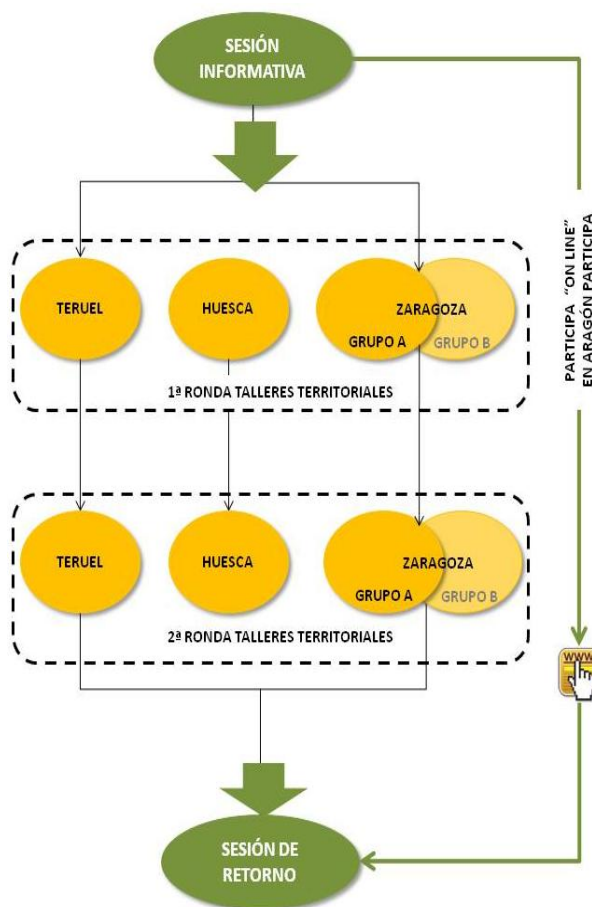 SESIÓN
INFORMATIVA
PARTICIPA "ON LINE"
EN ARAGÓN PARTICIPA
TERUEL
HUESCA
ZARAGOZA
GRUPO A
GRUPO B
1ª RONDA TALLERES TERRITORIALES
TERUEL
HUESCA
ZARAGOZA
GRUPO A
GRUPO B
2ª RONDA TALLERES TERRITORIALES
WWW
SESIÓN DE
RETORNO